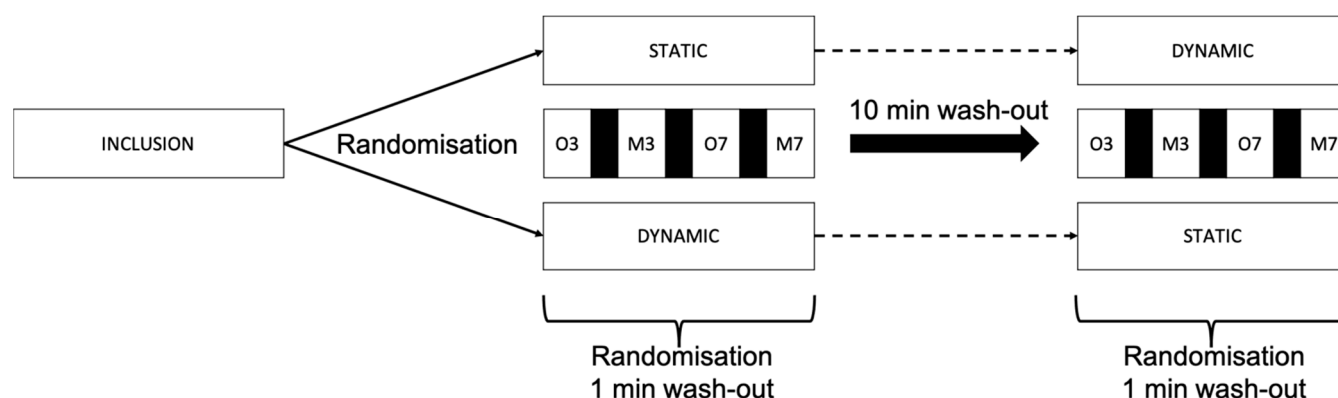 STATIC
DYNAMIC
INCLUSION
Randomisation
O3 M3 O7 M7
10 min wash-out
O3 M3 O7 M7
DYNAMIC
STATIC
Randomisation
1 min wash-out
Randomisation
1 min wash-out